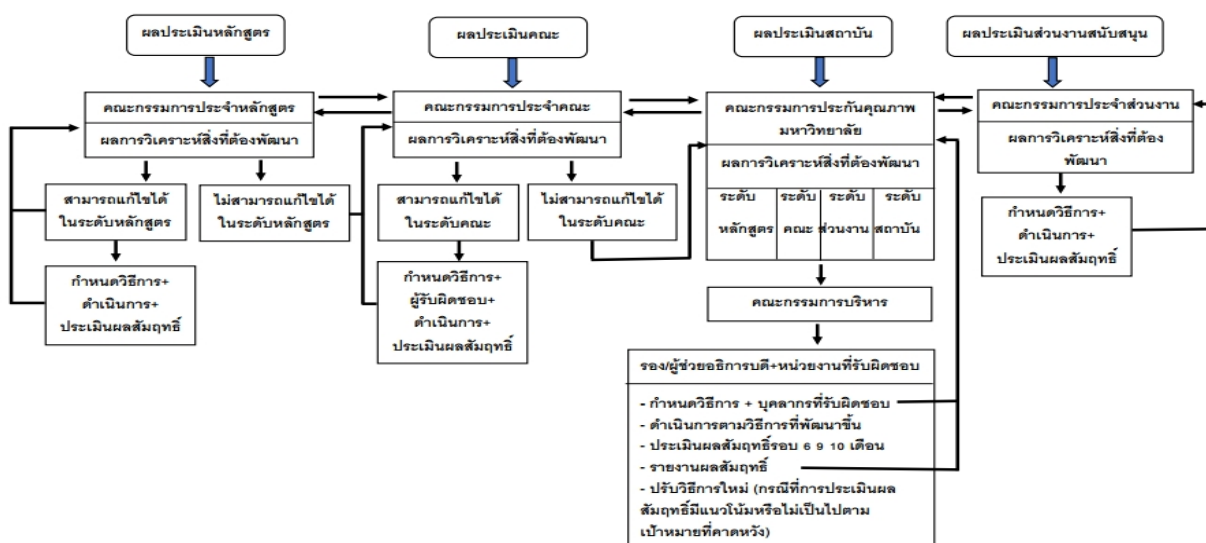 ผลประเมินหลักสูตร
ผลประเมินคณะ
ผลประเมินสถาบัน
ผลประเมินส่วนงานสนับสนุน
คณะกรรมการประจำหลักสูตร
ผลการวิเคราะห์สิ่งที่ต้องพัฒนา
สามารถแก้ไขได้
ในระดับหลักสูตร
ไม่สามารถแก้ไขได้
ในระดับหลักสูตร
กำหนดวิธีการ+
ดำเนินการ+
ประเมินผลสัมฤทธิ์
คณะกรรมการประจำคณะ
ผลการวิเคราะห์สิ่งที่ต้องพัฒนา
สามารถแก้ไขได้
ในระดับคณะ
ไม่สามารถแก้ไขได้
ในระดับคณะ
กำหนดวิธีการ+
ผู้รับผิดชอบ+
ดำเนินการ+
ประเมินผลสัมฤทธิ์
คณะกรรมการประกันคุณภาพ
มหาวิทยาลัย
ผลการวิเคราะห์สิ่งที่ต้องพัฒนา
ระดับ ระดับ ระดับ ระดับ
หลักสูตร คณะ ส่วนงาน สถาบัน
คณะกรรมการบริหาร
รอง/ผู้ช่วยอธิการบดี+หน่วยงานที่รับผิดชอบ
- กำหนดวิธีการ + บุคลากรที่รับผิดชอบ
- ดำเนินการตามวิธีการที่พัฒนาขึ้น
- ประเมินผลสัมฤทธิ์รอบ 6 9 10 เดือน
- รายงานผลสัมฤทธิ์
- ปรับวิธีการใหม่ (กรณีที่การประเมินผล
สัมฤทธิ์มีแนวโน้มหรือไม่เป็นไปตาม
เป้าหมายที่คาดหวัง)
คณะกรรมการประจำส่วนงาน
ผลการวิเคราะห์สิ่งที่ต้อง
พัฒนา
กำหนดวิธีการ+
ดำเนินการ+
ประเมินผลสัมฤทธิ์